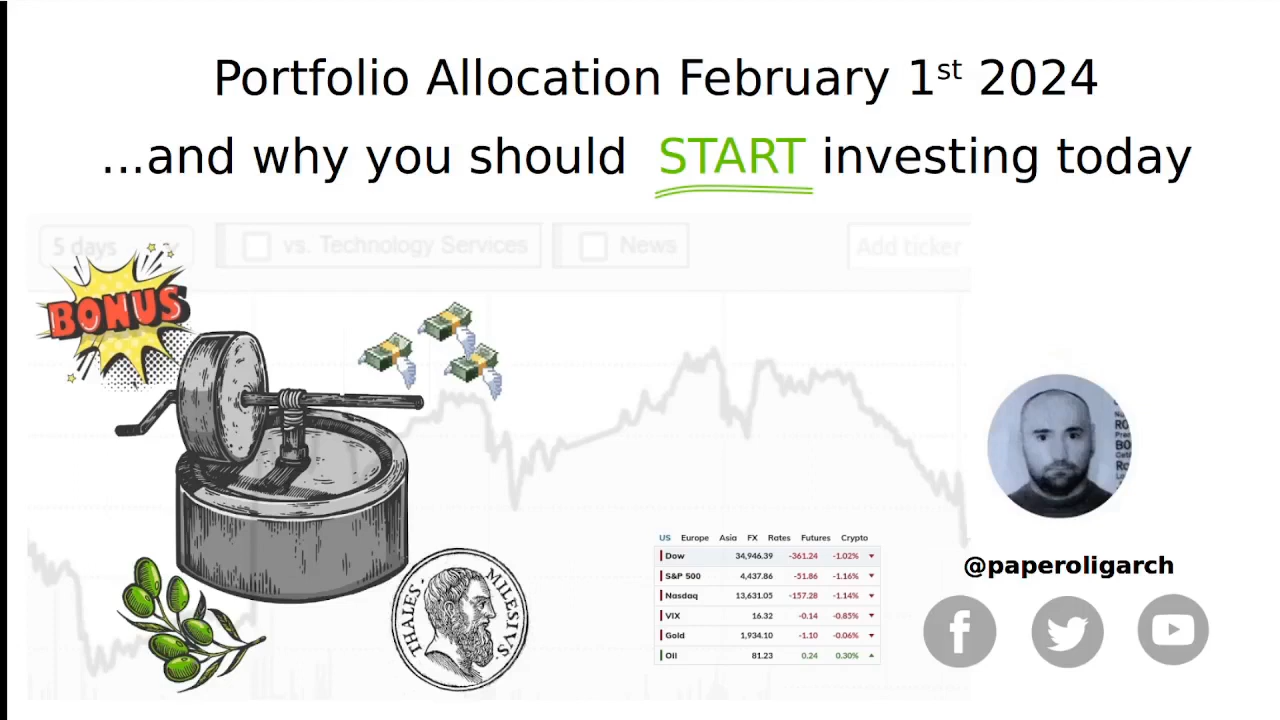 Portfolio Allocation February 1st 2024
...and why you should START investing today
5 days
vs. Technology Services
News
Add ticker
BONUS
THALES · MILESTVS ·
US Europe Asia FX Rates Futures Crypto
Dow 34,946.39 -361.24 -1.02% ▼
S&P 500 4,437.86 -51.86 -1.16% ▼
Nasdaq 13,631.05 -157.28 -1.14% ▼
VIX 16.32 -0.14 -0.85% ▼
Gold 1,934.10 -1.10 -0.06% ▼
Oil 81.23 0.24 0.30% ▲
RO
BO
Ro
@paperoligarch